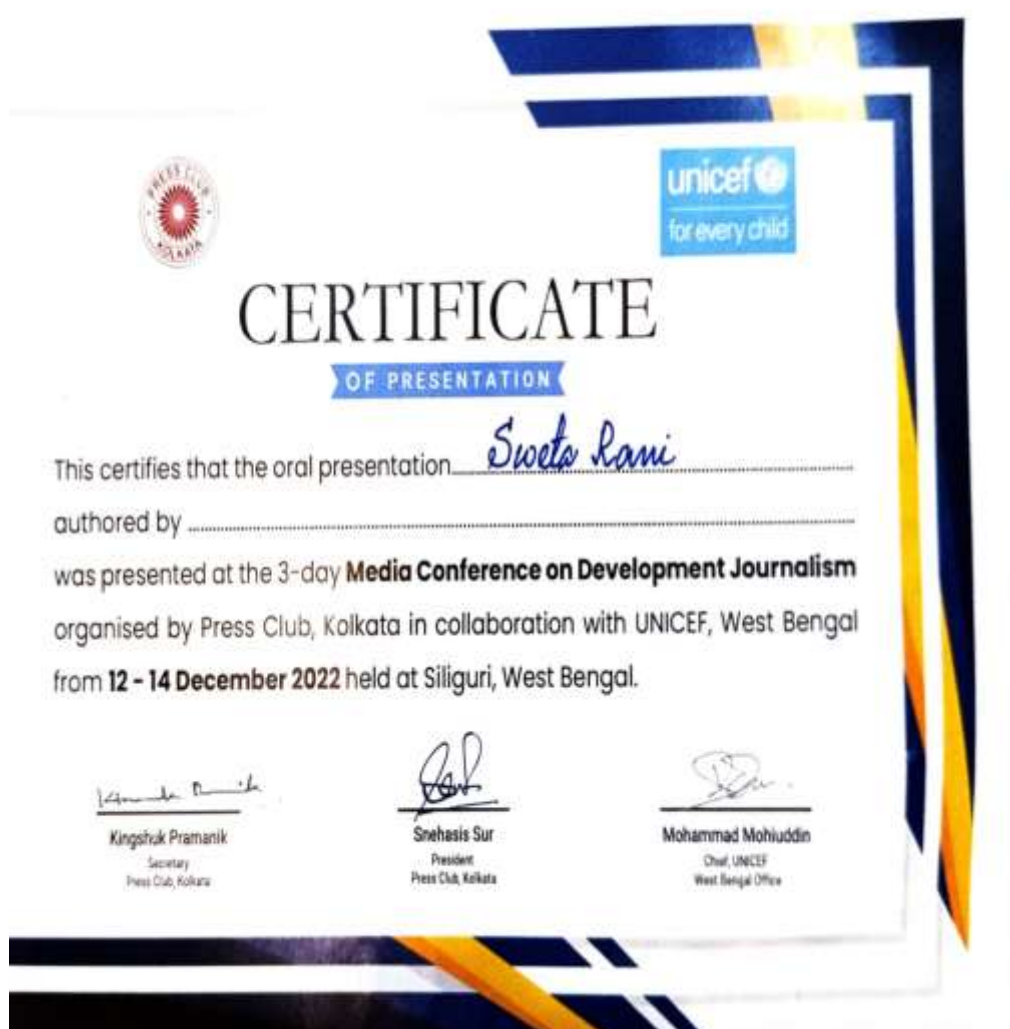 PRESS CLUB
KOLKATA
unicef
for every child
CERTIFICATE
OF PRESENTATION
This certifies that the oral presentation Sweta Rani
authored by
was presented at the 3-day Media Conference on Development Journalism
organised by Press Club, Kolkata in collaboration with UNICEF, West Bengal
from 12 - 14 December 2022 held at Siliguri, West Bengal.
Kingshuk Pramanik
Secretary
Press Club, Kolkata
Snehasis Sur
President
Press Club, Kolkata
Mohammad Mohiuddin
Chief, UNICEF
West Bengal Office